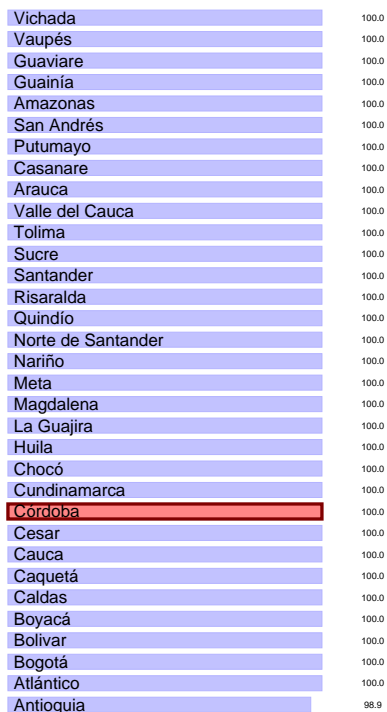 Vichada 100.0
Vaupés 100.0
Guaviare 100.0
Guainía 100.0
Amazonas 100.0
San Andrés 100.0
Putumayo 100.0
Casanare 100.0
Arauca 100.0
Valle del Cauca 100.0
Tolima 100.0
Sucre 100.0
Santander 100.0
Risaralda 100.0
Quindío 100.0
Norte de Santander 100.0
Nariño 100.0
Meta 100.0
Magdalena 100.0
La Guajira 100.0
Huila 100.0
Chocó 100.0
Cundinamarca 100.0
Córdoba 100.0
Cesar 100.0
Cauca 100.0
Caquetá 100.0
Caldas 100.0
Boyacá 100.0
Bolivar 100.0
Bogotá 100.0
Atlántico 100.0
Antioquia 98.9